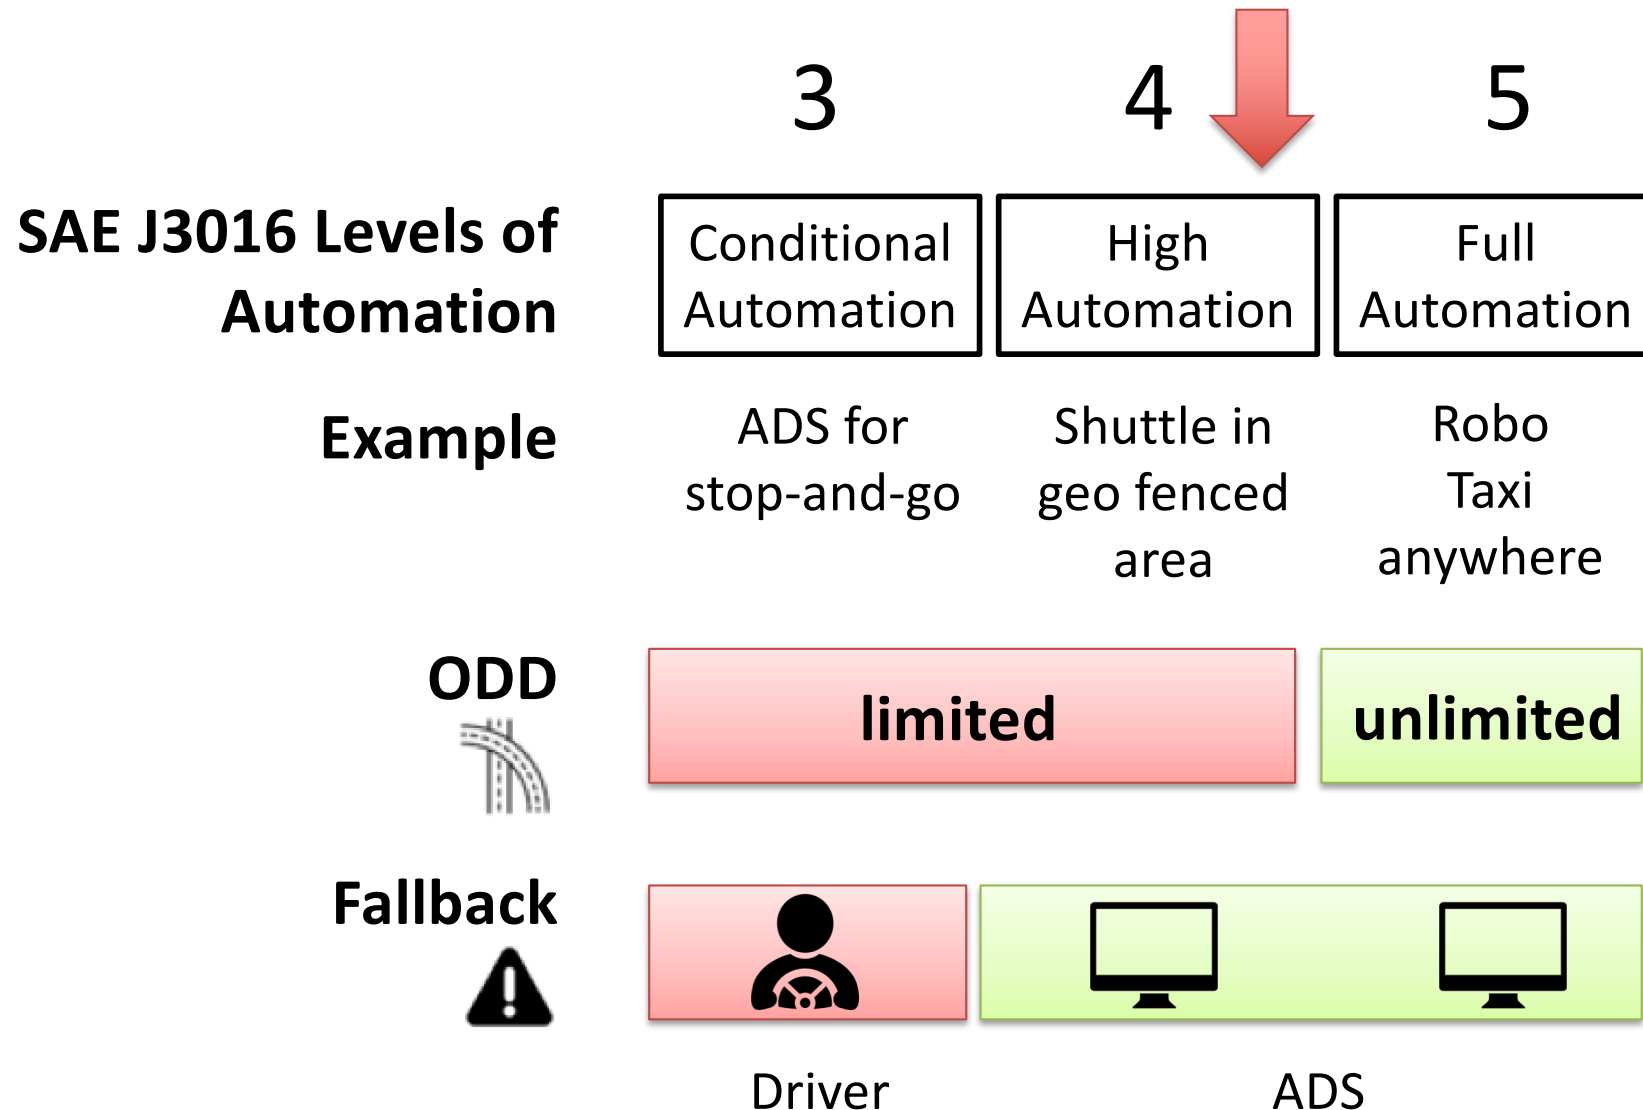 3 4 5
SAE J3016 Levels of
Automation
Conditional
Automation
High
Automation
Full
Automation
Example
ADS for
stop-and-go
Shuttle in
geo fenced
area
Robo
Taxi
anywhere
ODD
limited
unlimited
Fallback
Driver
ADS